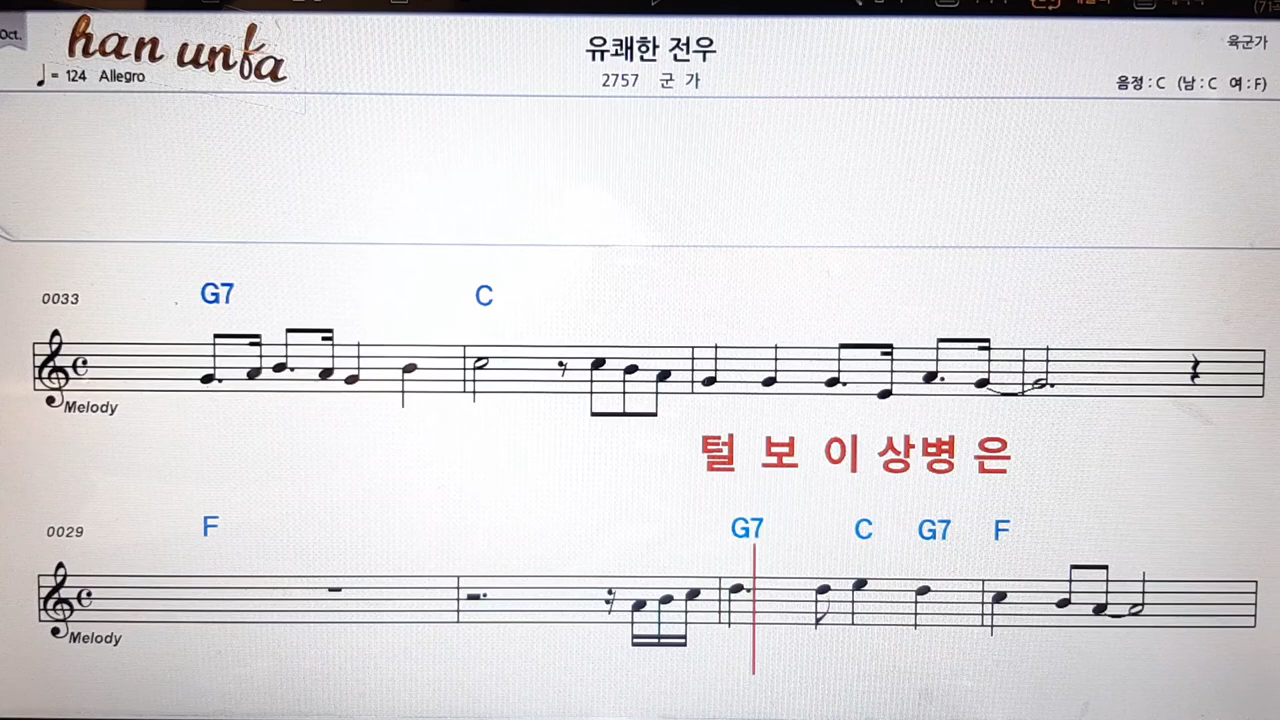 Oct.
han unfa
= 124 Allegro
유쾌한 전우
2757 군 가
육군가
음정 : C (남 : C 여 : F)
0033
G7 C
Melody
털 보 이 상 병 은
0029
F G7 C G7 F
Melody